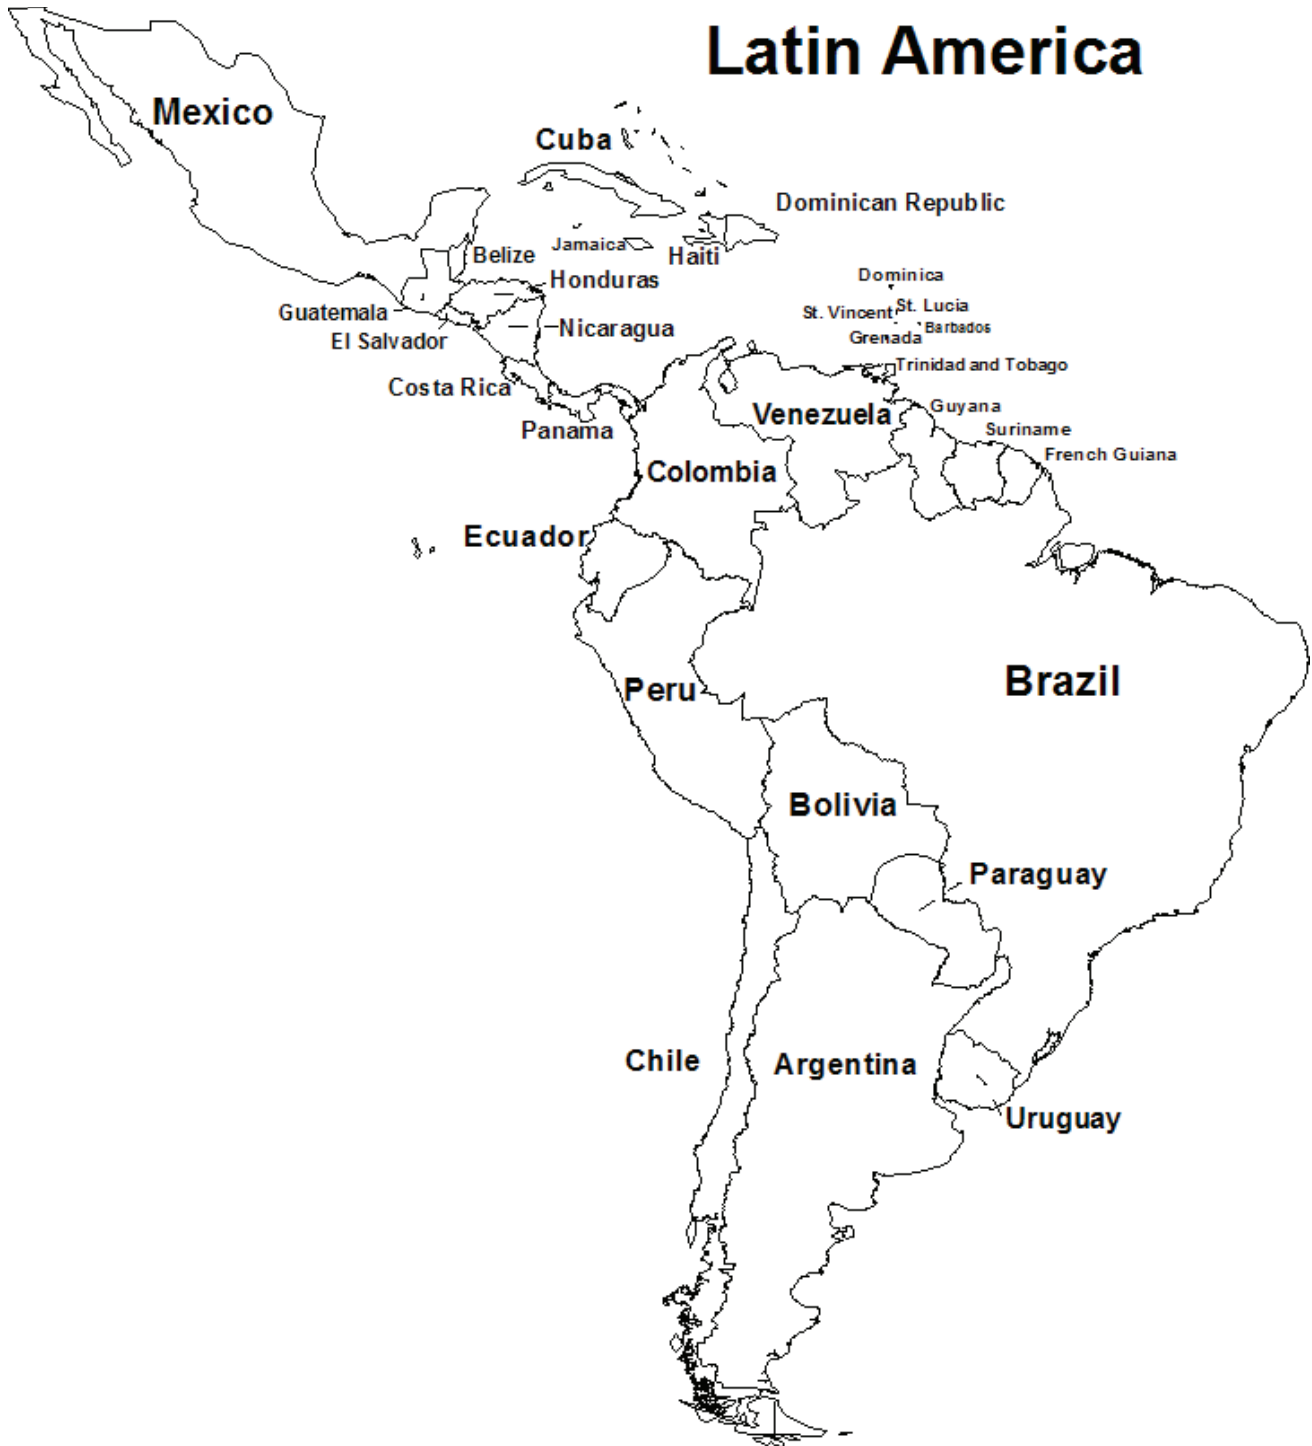 Latin America
Mexico
Cuba
Dominican Republic
Jamaica
Haiti
Belize
Honduras
Dominica
Guatemala
St. Vincent
St. Lucia
El Salvador
Nicaragua
Barbados
Grenada
Trinidad and Tobago
Costa Rica
Panama
Venezuela
Guyana
Suriname
French Guiana
Colombia
Ecuador
Peru
Brazil
Bolivia
Paraguay
Chile
Argentina
Uruguay